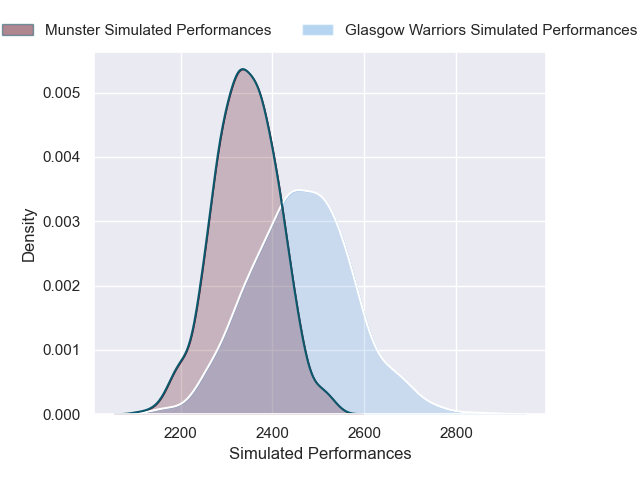 Munster Simulated Performances
Glasgow Warriors Simulated Performances
0.005
0.004
0.003
0.002
0.001
0.000
Density
2200
2400
2600
2800
Simulated Performances